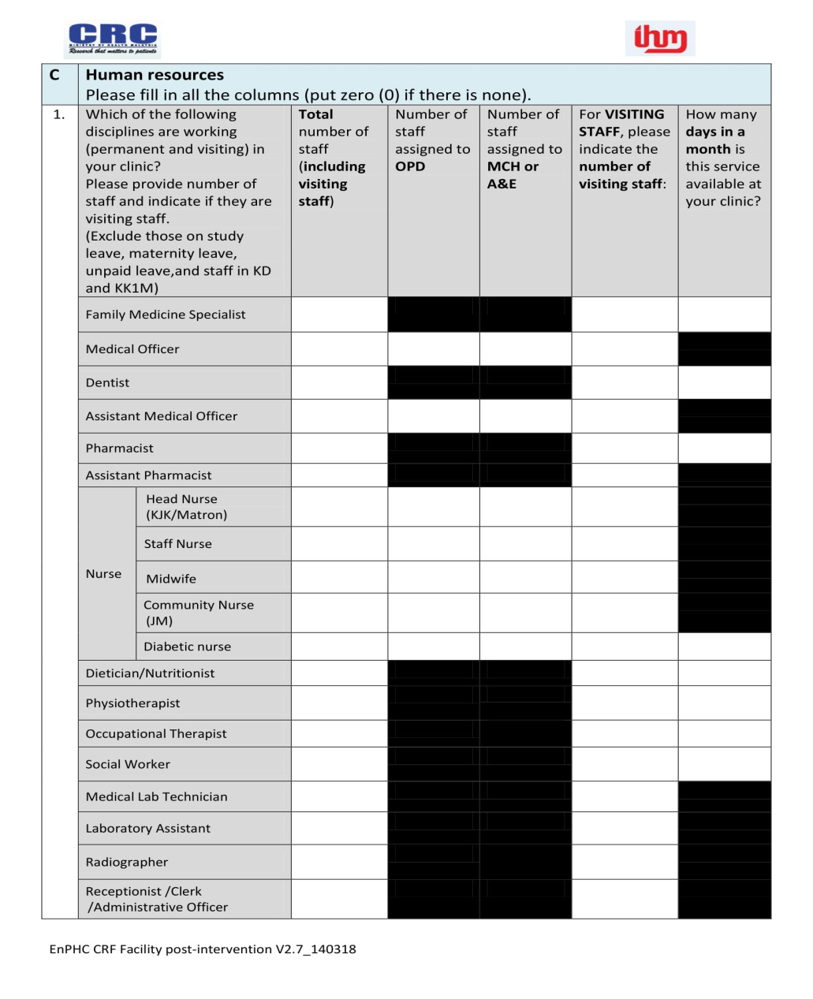 CRC
MINISTRY OF HEALTH MALAYSIA
Research that matters to patients
ihm
C
Human resources
Please fill in all the columns (put zero (0) if there is none).
1.
Which of the following
disciplines are working
(permanent and visiting) in
your clinic?
Please provide number of
staff and indicate if they are
visiting staff.
(Exclude those on study
leave, maternity leave,
unpaid leave,and staff in KD
and KK1M)
Total
number of
staff
(including
visiting
staff)
Number of
staff
assigned to
OPD
Number of
staff
assigned to
MCH or
A&E
For VISITING
STAFF, please
indicate the
number of
visiting staff:
How many
days in a
month is
this service
available at
your clinic?
Family Medicine Specialist
Medical Officer
Dentist
Assistant Medical Officer
Pharmacist
Assistant Pharmacist
Nurse
Head Nurse
(KJK/Matron)
Staff Nurse
Midwife
Community Nurse
(JM)
Diabetic nurse
Dietician/Nutritionist
Physiotherapist
Occupational Therapist
Social Worker
Medical Lab Technician
Laboratory Assistant
Radiographer
Receptionist /Clerk
/Administrative Officer
EnPHC CRF Facility post-intervention V2.7_140318